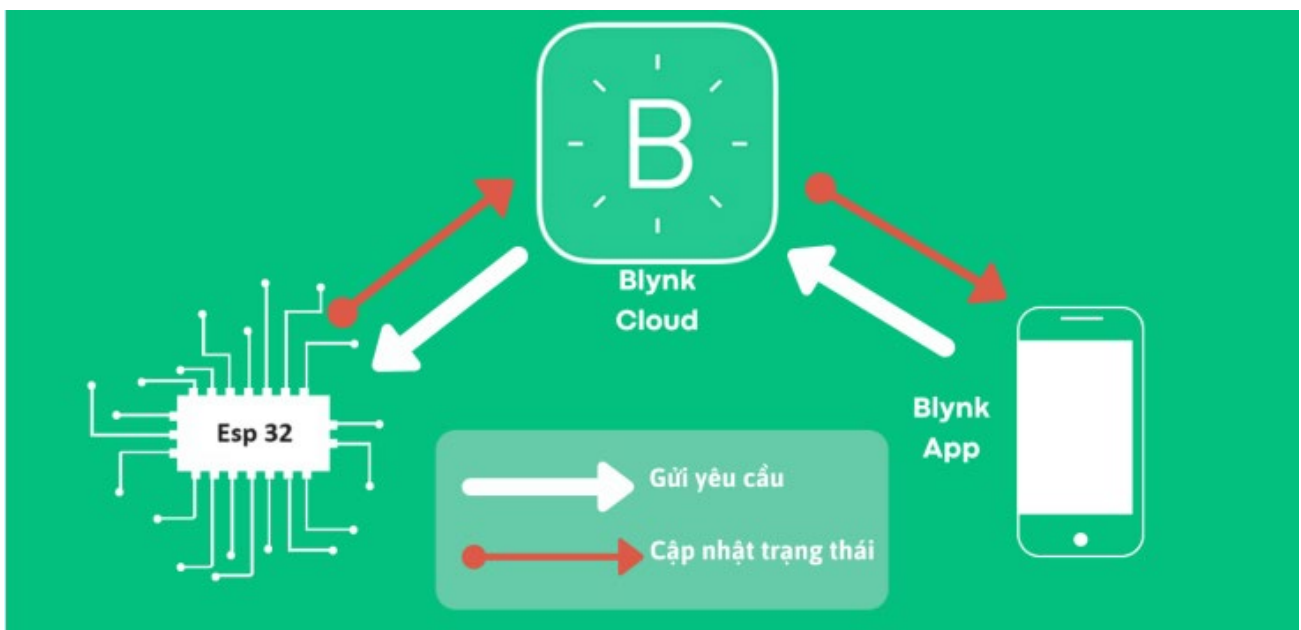 B
Blynk
Cloud
Esp 32
Blynk
App
Gửi yêu cầu
Cập nhật trạng thái